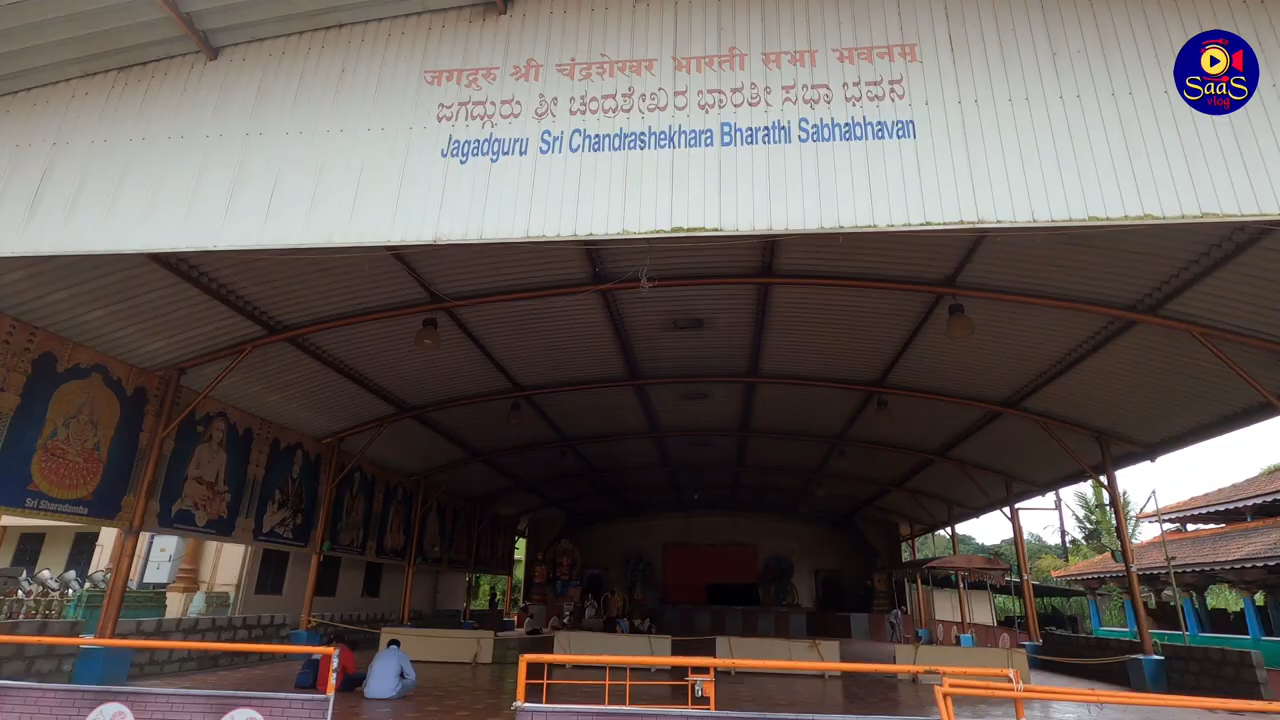 जगद्गुरु श्री चंद्रशेखर भारती सभा भवनम्
ಜಗದ್ಗುರು ಶ್ರೀ ಚಂದ್ರಶೇಖರ ಭಾರತೀ ಸಭಾ ಭವನ
Jagadguru Sri Chandrashekhara Bharathi Sabhabhavan
SaaS
vlog
Sri Sharadamba